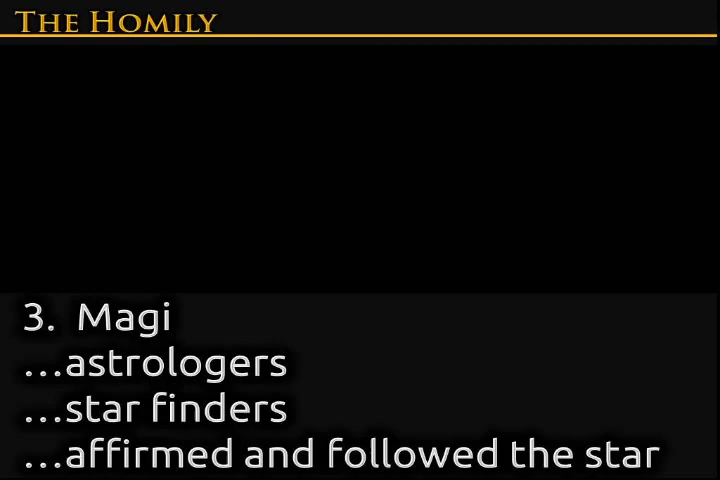 The Homily
3. Magi
...astrologers
...star finders
...affirmed and followed the star